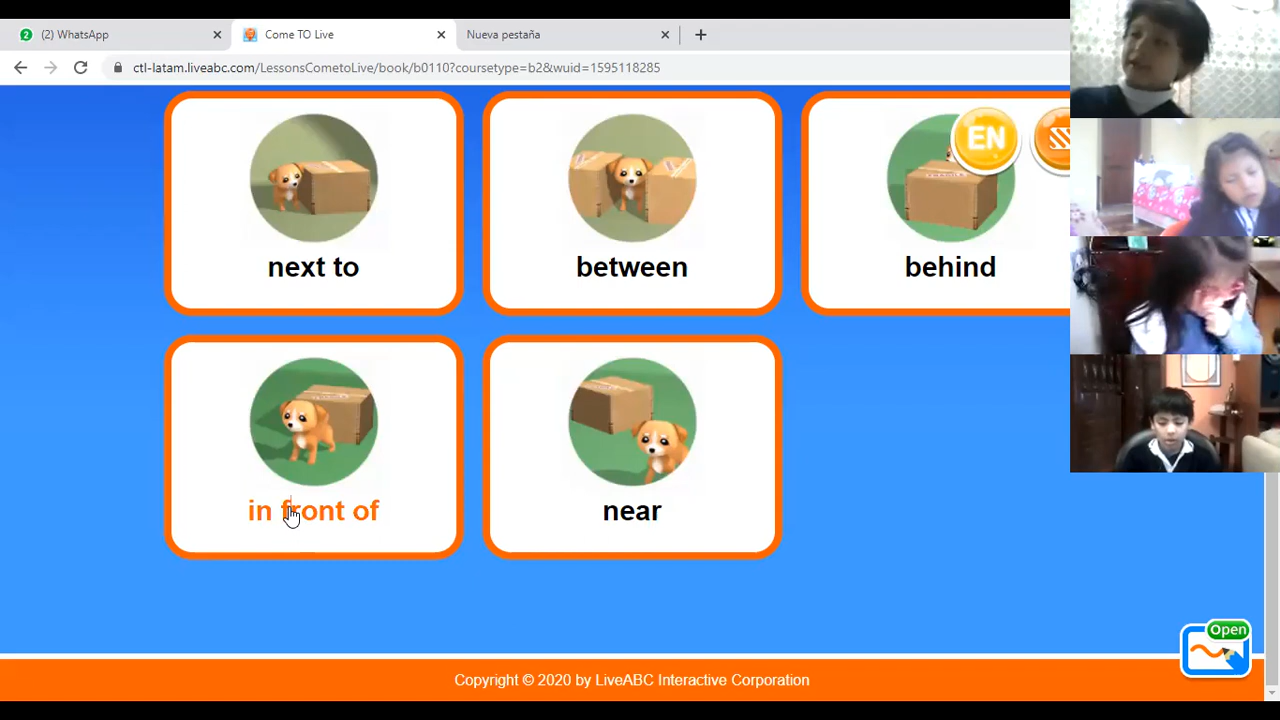 2 (2) WhatsApp
Come TO Live
Nueva pestaña
ctl-latam.liveabc.com/LessonsCometoLive/book/b0110?coursetype=b2&wuid=1595118285
EN
next to
between
behind
in front of
near
Open
Copyright © 2020 by LiveABC Interactive Corporation